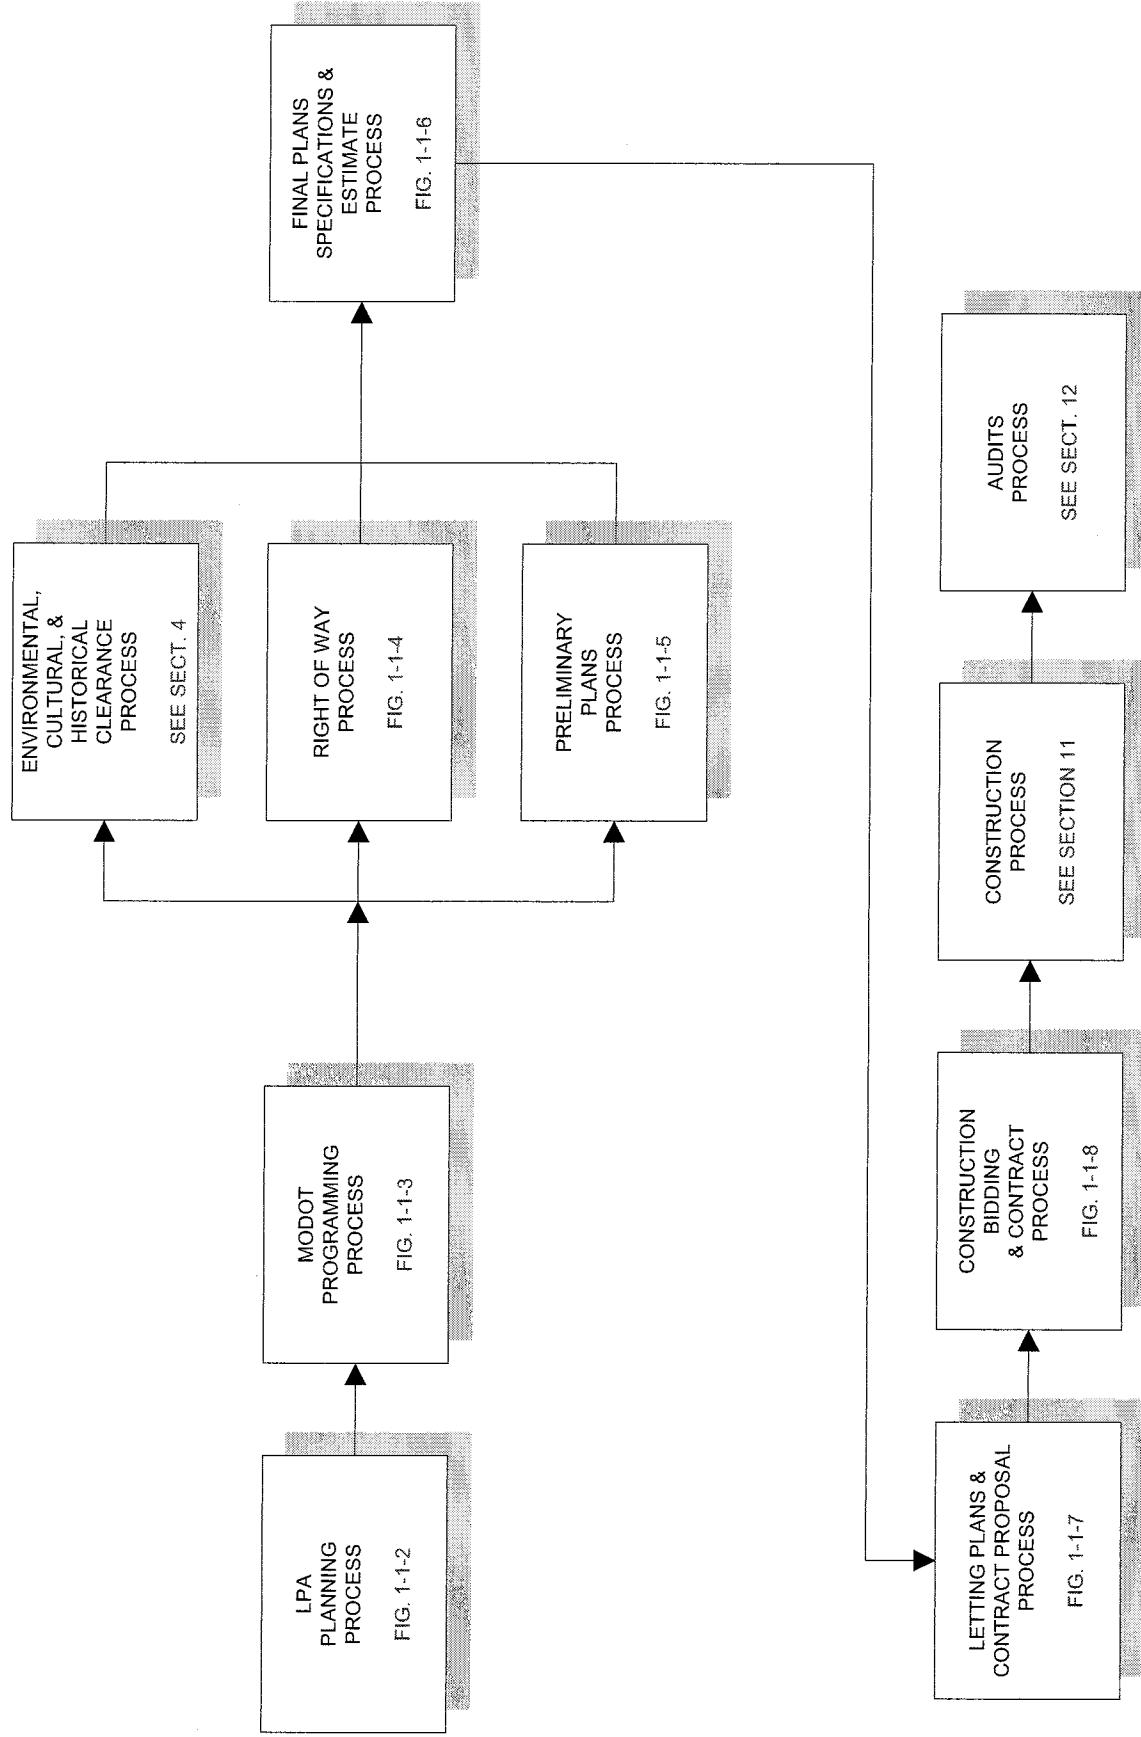 LPA
PLANNING
PROCESS
FIG. 1-1-2
MODOT
PROGRAMMING
PROCESS
FIG. 1-1-3
ENVIRONMENTAL,
CULTURAL, &
HISTORICAL
CLEARANCE
PROCESS
SEE SECT. 4
RIGHT OF WAY
PROCESS
FIG. 1-1-4
PRELIMINARY
PLANS
PROCESS
FIG. 1-1-5
FINAL PLANS
SPECIFICATIONS &
ESTIMATE
PROCESS
FIG. 1-1-6
LETTING PLANS &
CONTRACT PROPOSAL
PROCESS
FIG. 1-1-7
CONSTRUCTION
BIDDING
& CONTRACT
PROCESS
FIG. 1-1-8
CONSTRUCTION
PROCESS
SEE SECTION 11
AUDITS
PROCESS
SEE SECT. 12